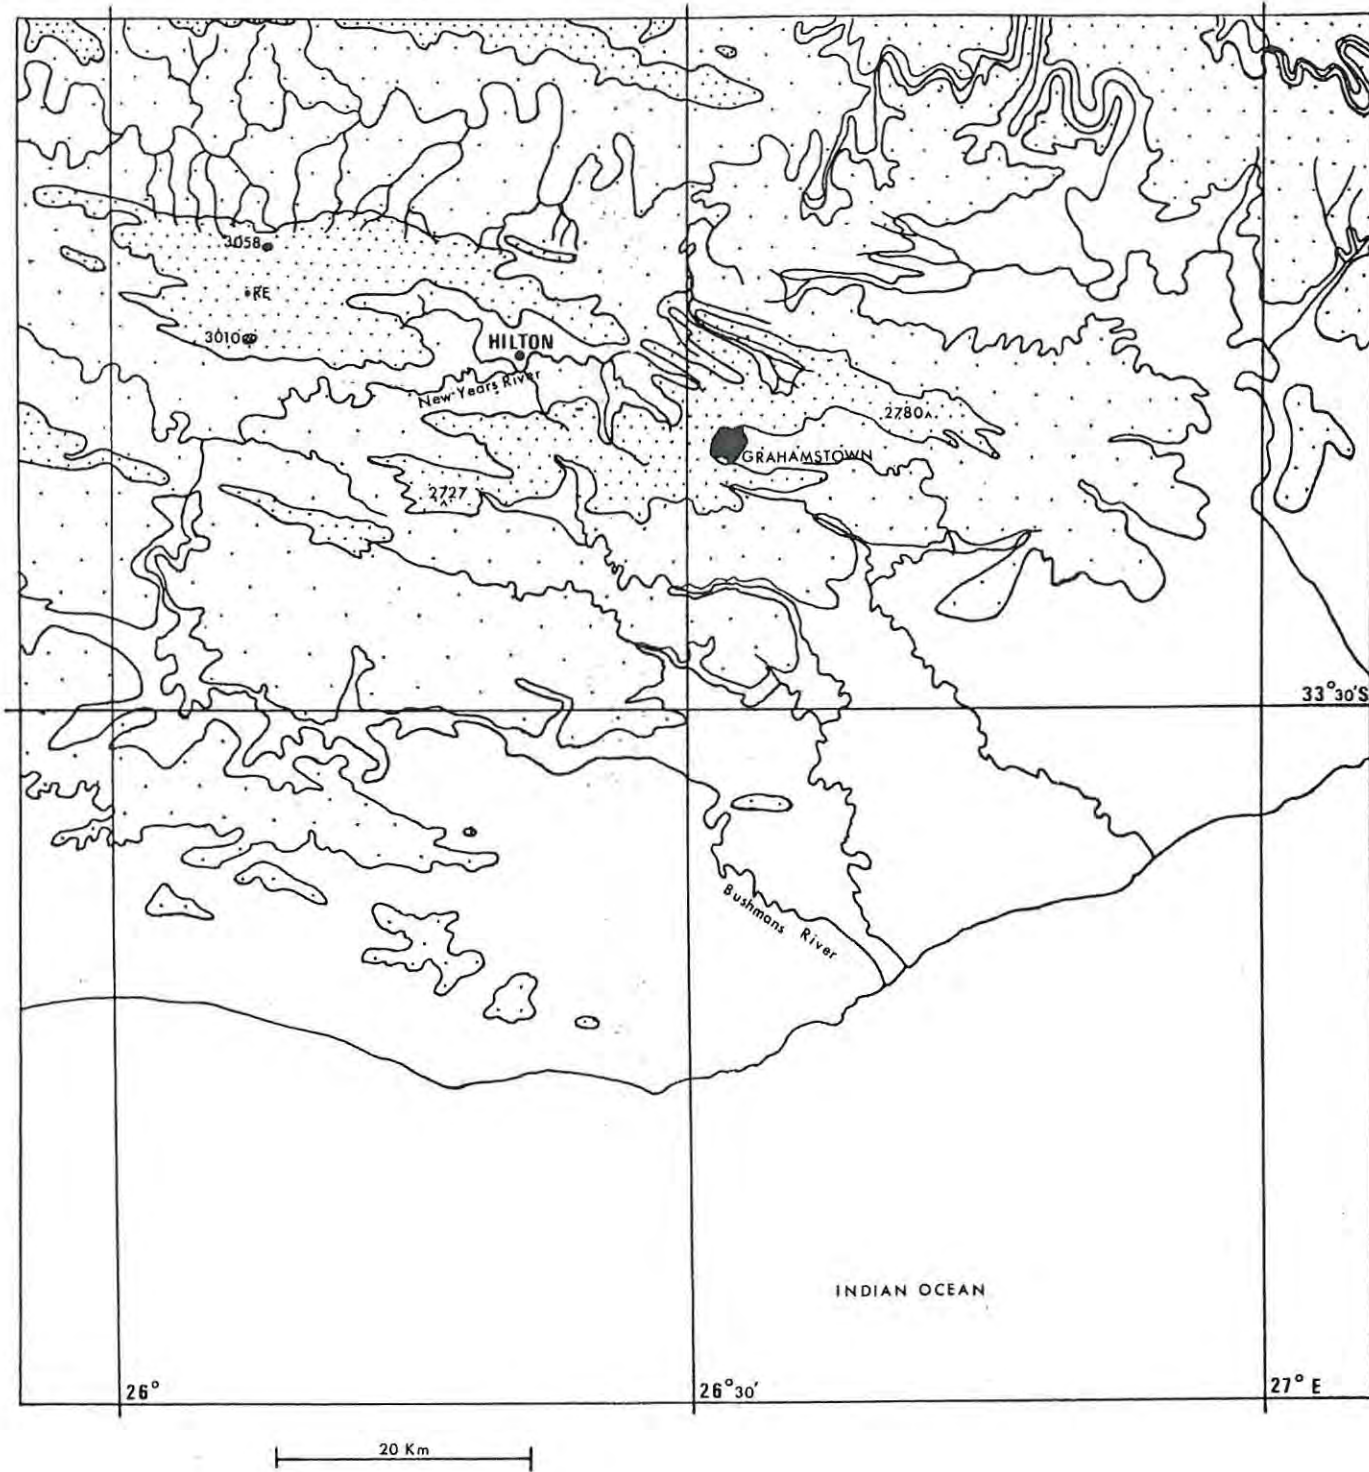 3058
RE
3010
HILTON
New Years River
2780
GRAHAMSTOWN
2727
33°30'S
Bushmans River
INDIAN OCEAN
26°
26°30'
27° E
20 Km